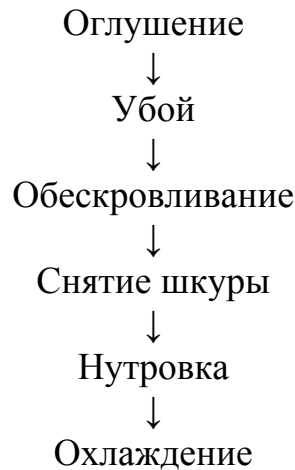 Оглушение
↓
Убой
↓
Обескровливание
↓
Снятие шкуры
↓
Нутровка
↓
Охлаждение